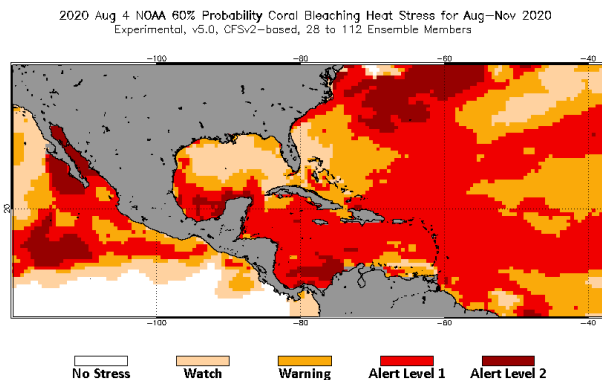 2020 Aug 4 NOAA 60% Probability Coral Bleaching Heat Stress for Aug-Nov 2020
Experimental, v5.0, CFSv2-based, 28 to 112 Ensemble Members
-100 -80 -60 -40
20
20
-100 -80 -60 -40
No Stress Watch Warning Alert Level 1 Alert Level 2